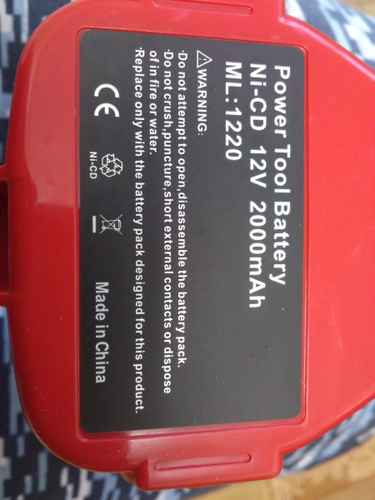 Power Tool Battery
Ni-CD 12V 2000mAh
ML:1220
⚠WARNING:
·Do not attempt to open,disassemble the battery pack.
·Do not crush,puncture,short external contacts or dispose
of in fire or water.
·Replace only with the battery pack designed for this product.
CE
Ni-CD
Made in China